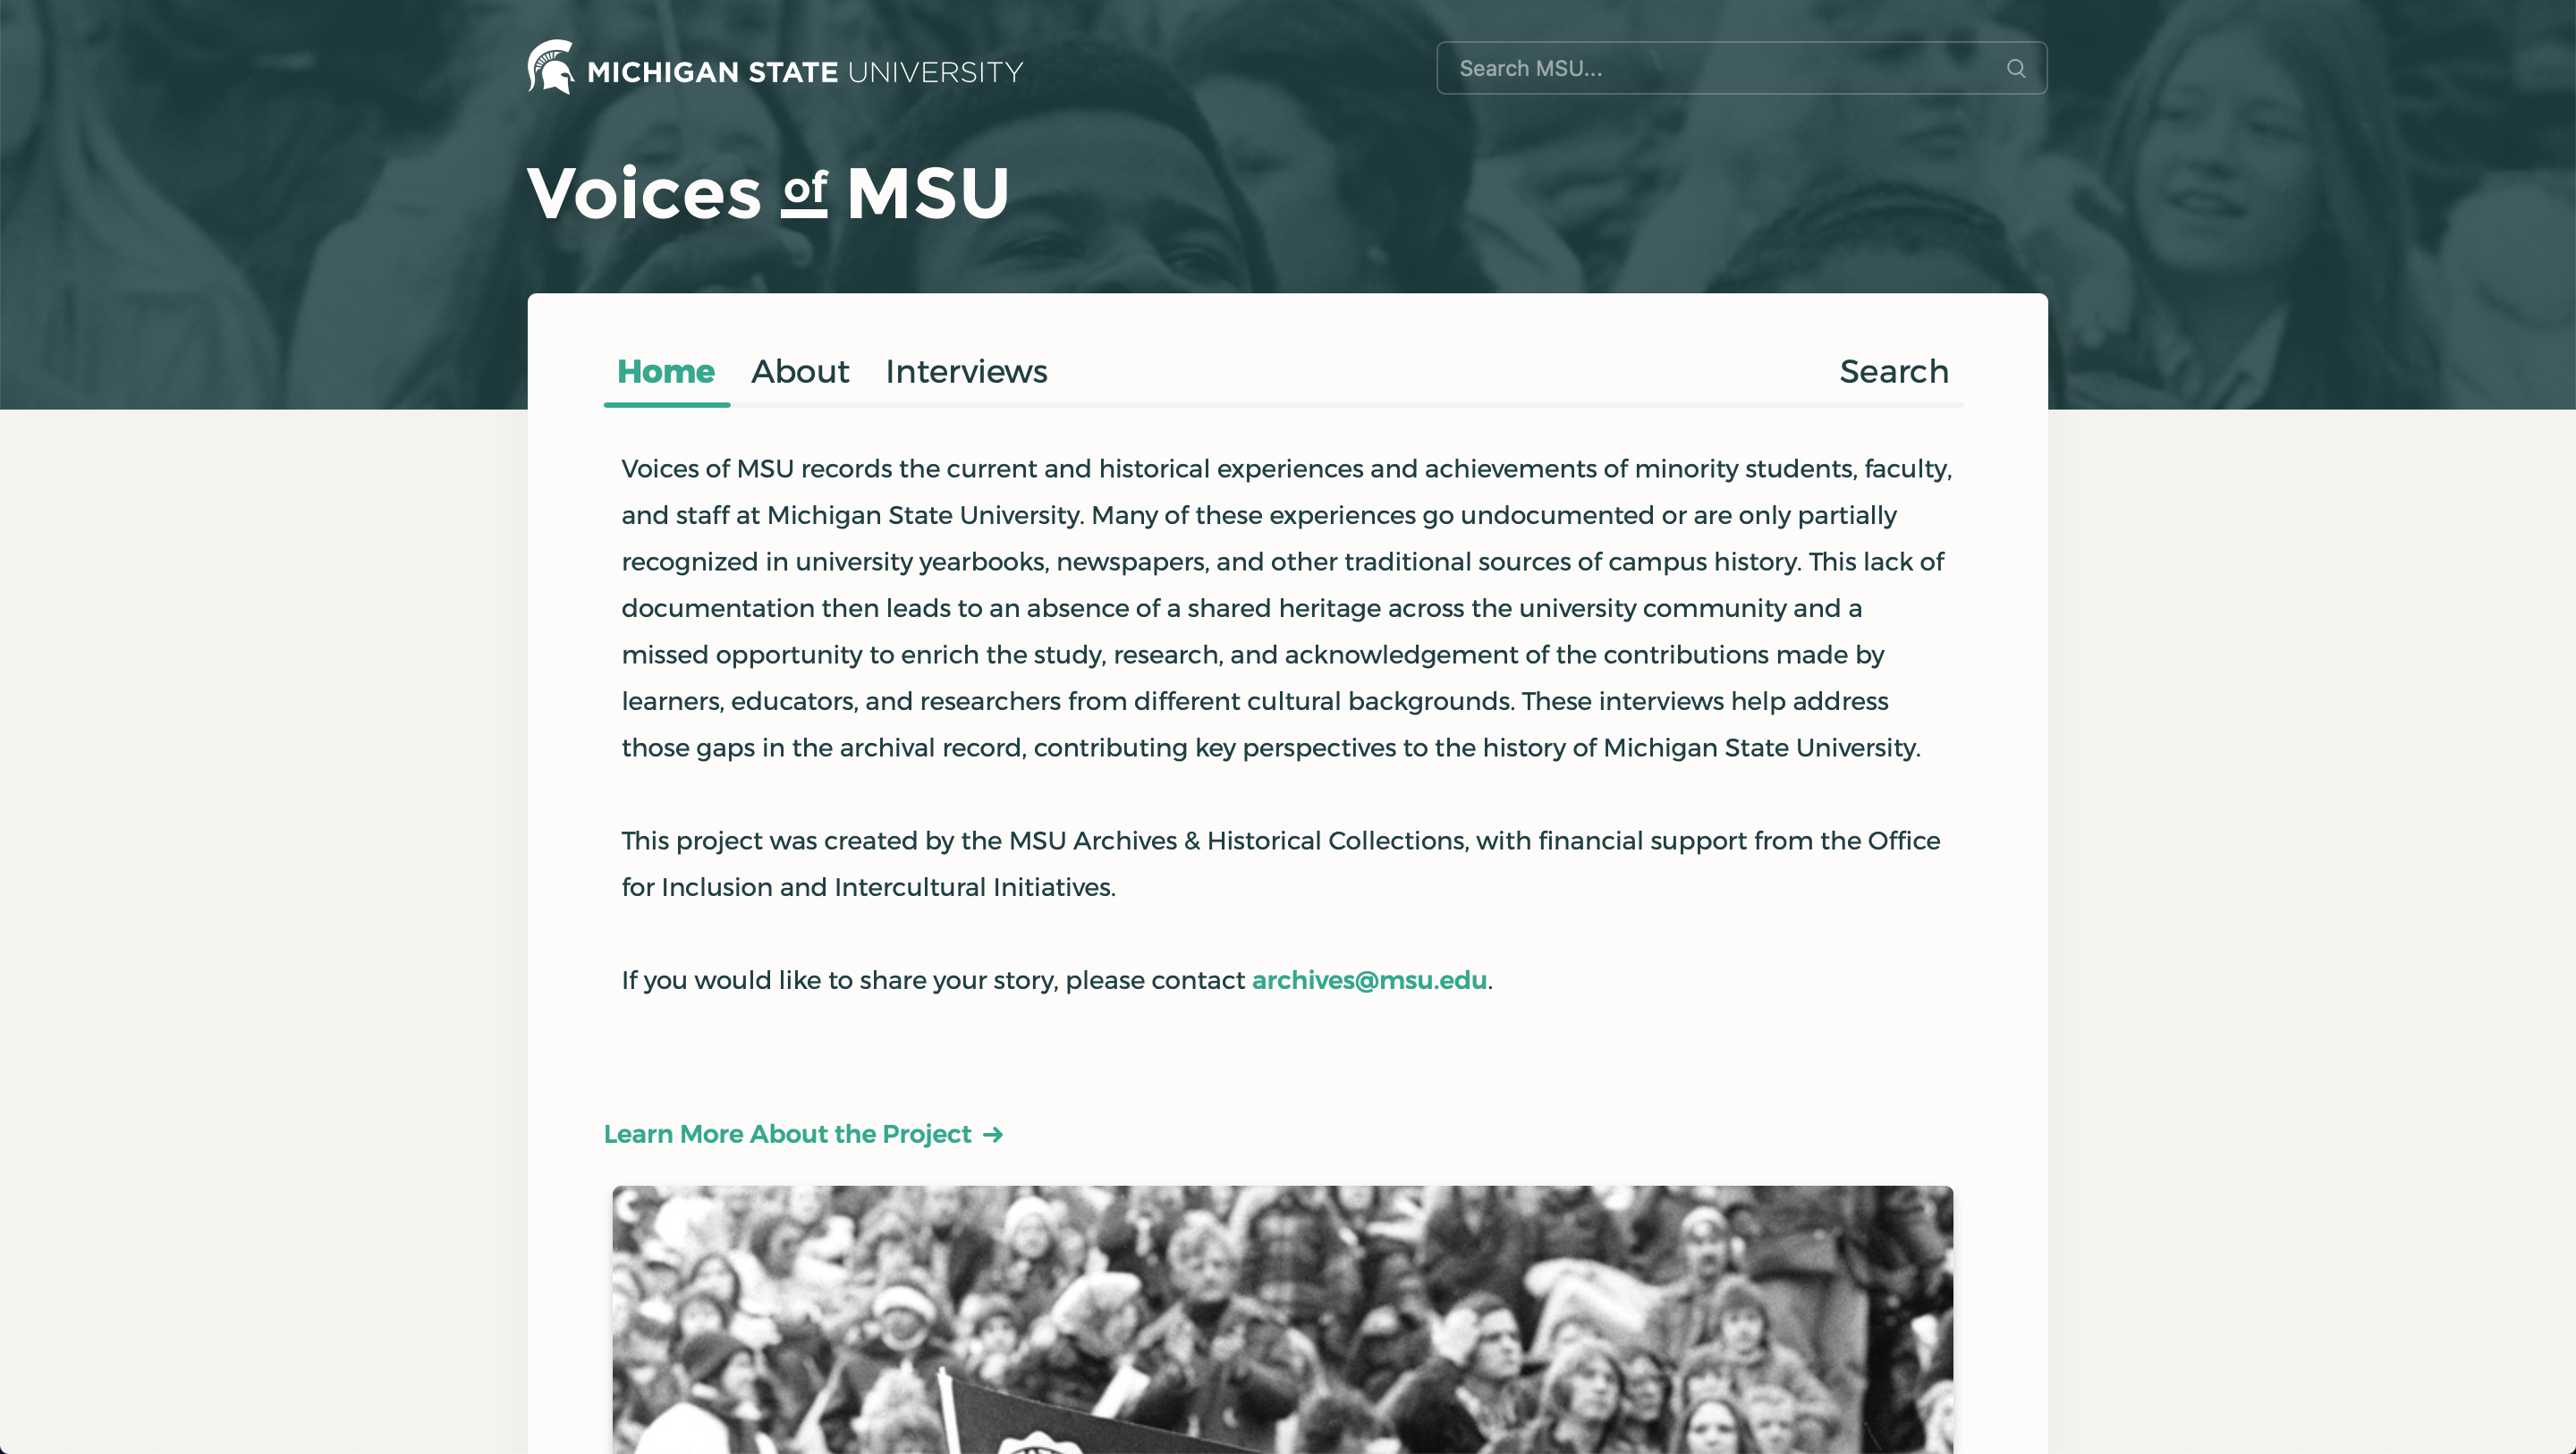 MICHIGAN STATE UNIVERSITY
Search MSU...
Voices of MSU
Home About Interviews Search
Voices of MSU records the current and historical experiences and achievements of minority students, faculty,
and staff at Michigan State University. Many of these experiences go undocumented or are only partially
recognized in university yearbooks, newspapers, and other traditional sources of campus history. This lack of
documentation then leads to an absence of a shared heritage across the university community and a
missed opportunity to enrich the study, research, and acknowledgement of the contributions made by
learners, educators, and researchers from different cultural backgrounds. These interviews help address
those gaps in the archival record, contributing key perspectives to the history of Michigan State University.
This project was created by the MSU Archives & Historical Collections, with financial support from the Office
for Inclusion and Intercultural Initiatives.
If you would like to share your story, please contact archives@msu.edu.
Learn More About the Project →